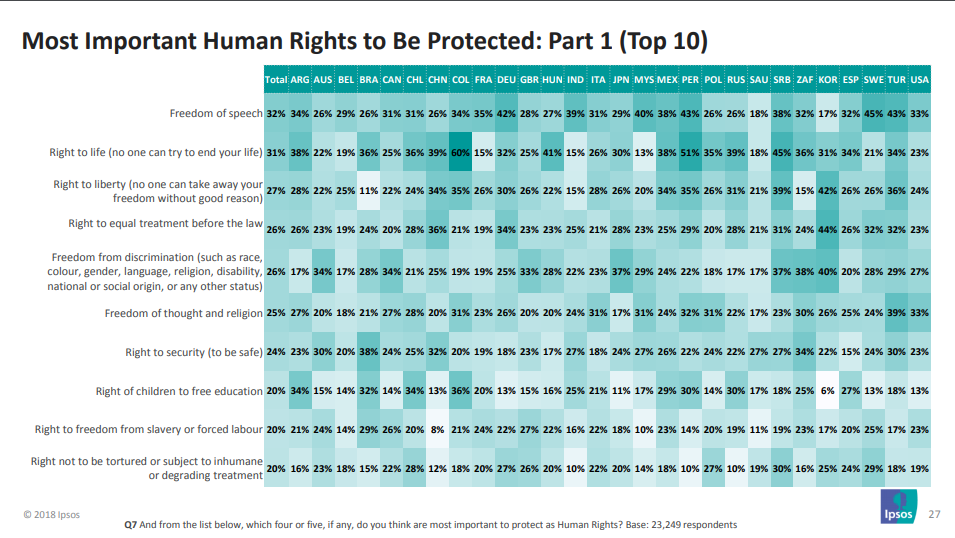 Most Important Human Rights to Be Protected: Part 1 (Top 10)
Total ARG AUS BEL BRA CAN CHL CHN COL FRA DEU GBR HUN IND ITA JPN MYS MEX PER POL RUS SAU SRB ZAF KOR ESP SWE TUR USA
Freedom of speech 32% 34% 26% 29% 26% 31% 31% 26% 34% 35% 42% 28% 27% 39% 31% 29% 40% 38% 43% 26% 26% 18% 38% 32% 17% 32% 45% 43% 33%
Right to life (no one can try to end your life) 31% 38% 22% 19% 36% 25% 36% 39% 60% 15% 32% 25% 41% 15% 26% 30% 13% 38% 51% 35% 39% 18% 45% 36% 31% 34% 21% 34% 23%
Right to liberty (no one can take away your
freedom without good reason) 27% 28% 22% 25% 11% 22% 24% 34% 35% 26% 30% 26% 22% 15% 28% 26% 20% 34% 35% 26% 31% 21% 39% 15% 42% 26% 26% 36% 24%
Right to equal treatment before the law 26% 26% 23% 19% 24% 20% 28% 36% 21% 19% 34% 23% 23% 25% 21% 28% 23% 25% 29% 20% 28% 21% 31% 24% 44% 26% 32% 32% 23%
Freedom from discrimination (such as race,
colour, gender, language, religion, disability,
national or social origin, or any other status) 26% 17% 34% 17% 28% 34% 21% 25% 19% 19% 25% 33% 28% 22% 23% 37% 29% 24% 22% 18% 17% 17% 37% 38% 40% 20% 28% 29% 27%
Freedom of thought and religion 25% 27% 20% 18% 21% 27% 28% 20% 31% 23% 26% 20% 20% 24% 31% 17% 31% 24% 32% 31% 22% 17% 23% 30% 26% 25% 24% 39% 33%
Right to security (to be safe) 24% 23% 30% 20% 38% 24% 25% 32% 20% 19% 18% 23% 17% 27% 18% 24% 27% 26% 22% 24% 22% 27% 27% 34% 22% 15% 24% 30% 23%
Right of children to free education 20% 34% 15% 14% 32% 14% 34% 13% 36% 20% 13% 15% 16% 25% 21% 11% 17% 29% 30% 14% 30% 17% 18% 25% 6% 27% 13% 18% 13%
Right to freedom from slavery or forced labour 20% 21% 24% 14% 29% 26% 20% 8% 21% 24% 22% 27% 22% 16% 22% 18% 10% 23% 14% 20% 19% 11% 19% 23% 17% 20% 25% 17% 23%
Right not to be tortured or subject to inhumane
or degrading treatment 20% 16% 23% 18% 15% 22% 28% 12% 18% 20% 27% 26% 20% 10% 22% 20% 14% 18% 10% 27% 10% 19% 30% 16% 25% 24% 29% 18% 19%
© 2018 Ipsos
Q7 And from the list below, which four or five, if any, do you think are most important to protect as Human Rights? Base: 23,249 respondents
Ipsos
27